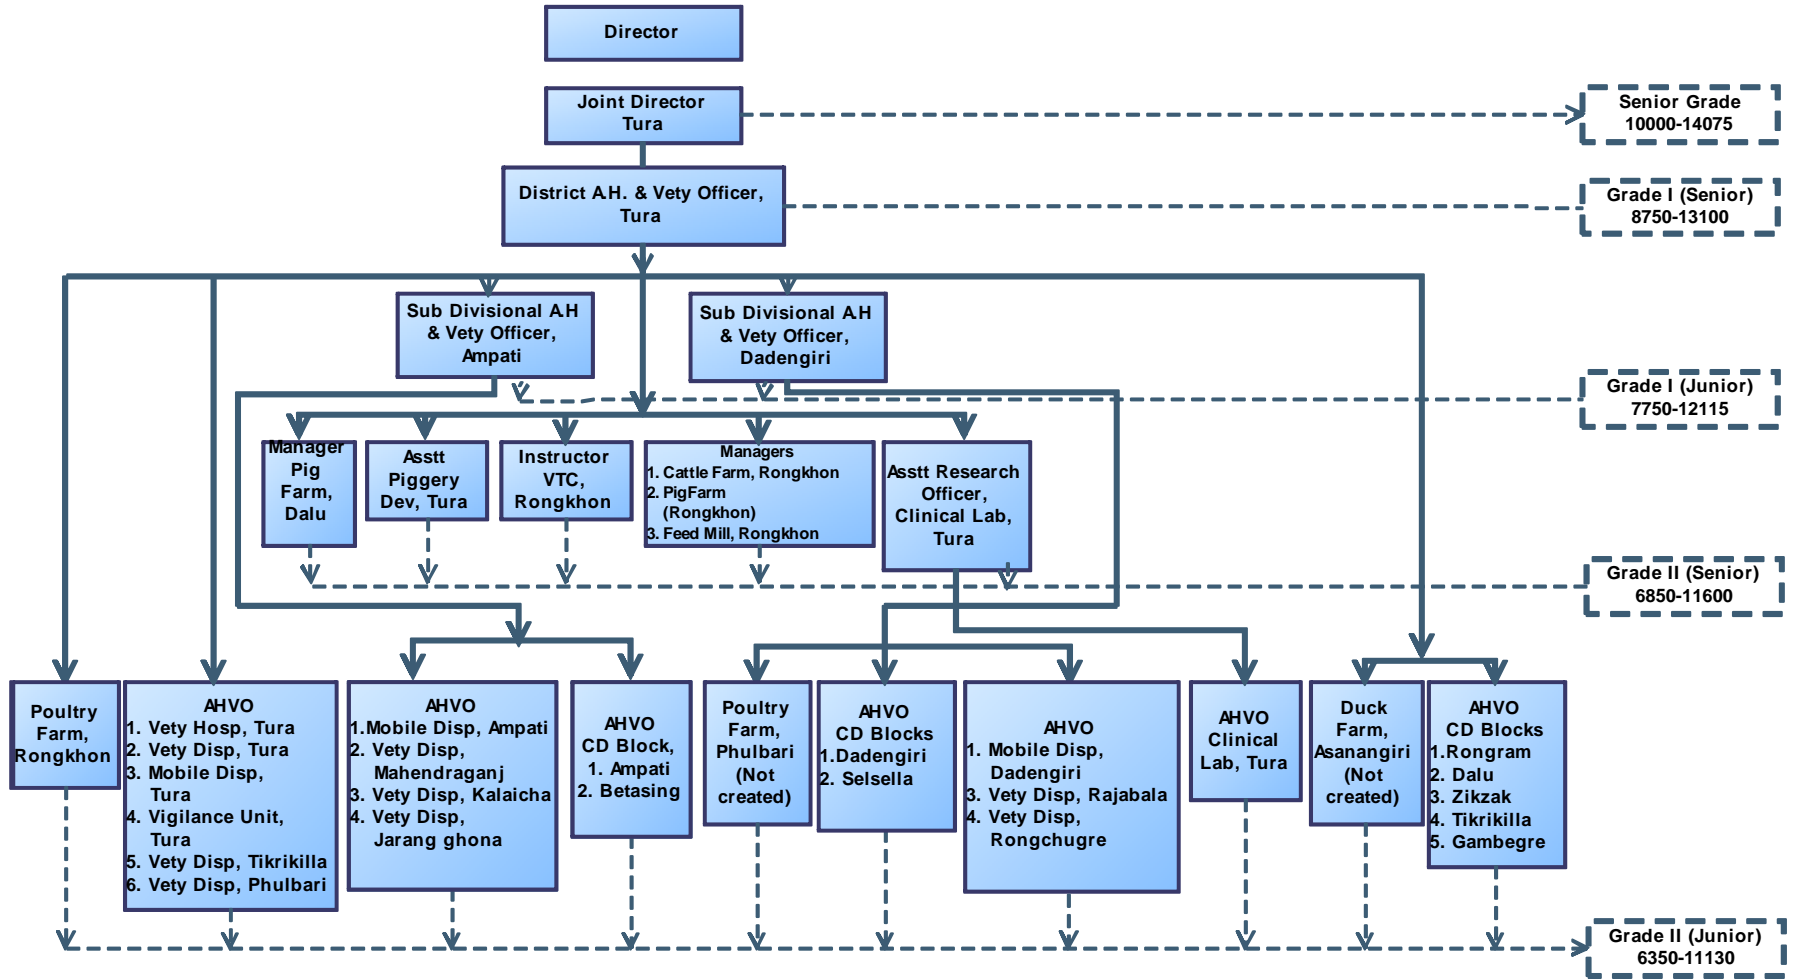 Director
Joint Director
Tura
Senior Grade
10000-14075
District A.H. & Vety Officer,
Tura
Grade I (Senior)
8750-13100
Sub Divisional A.H
& Vety Officer,
Ampati
Sub Divisional A.H
& Vety Officer,
Dadengiri
Grade I (Junior)
7750-12115
Manager
Pig
Farm,
Dalu
Asstt
Piggery
Dev, Tura
Instructor
VTC,
Rongkhon
Managers
1. Cattle Farm, Rongkhon
2. PigFarm
(Rongkhon)
3. Feed Mill, Rongkhon
Asstt Research
Officer,
Clinical Lab,
Tura
Grade II (Senior)
6850-11600
Poultry
Farm,
Rongkhon
AHVO
1. Vety Hosp, Tura
2. Vety Disp, Tura
3. Mobile Disp,
Tura
4. Vigilance Unit,
Tura
5. Vety Disp, Tikrikilla
6. Vety Disp, Phulbari
AHVO
1.Mobile Disp, Ampati
2. Vety Disp,
Mahendraganj
3. Vety Disp, Kalaicha
4. Vety Disp,
Jarang ghona
AHVO
CD Block,
1. Ampati
2. Betasing
Poultry
Farm,
Phulbari
(Not
created)
AHVO
CD Blocks
1.Dadengiri
2. Selsella
AHVO
1. Mobile Disp,
Dadengiri
3. Vety Disp, Rajabala
4. Vety Disp,
Rongchugre
AHVO
Clinical
Lab, Tura
Duck
Farm,
Asanangiri
(Not
created)
AHVO
CD Blocks
1.Rongram
2. Dalu
3. Zikzak
4. Tikrikilla
5. Gambegre
Grade II (Junior)
6350-11130